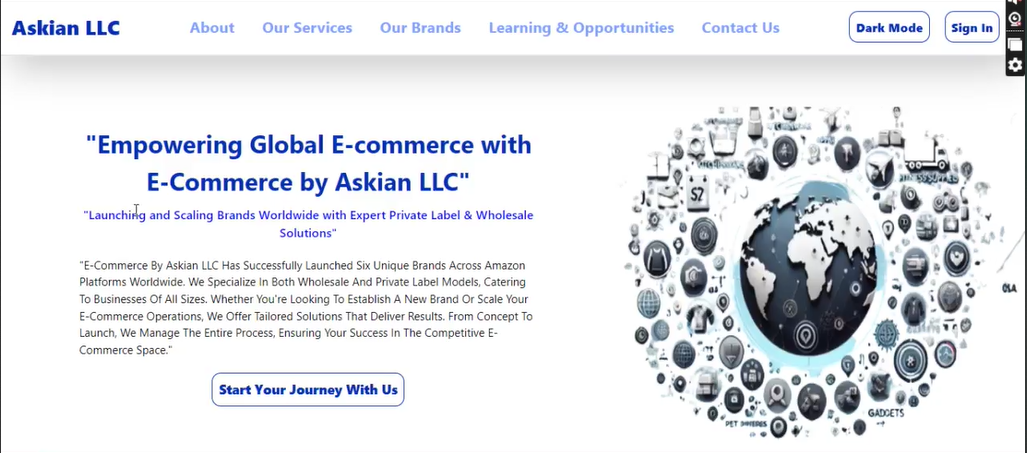 Askian LLC
About
Our Services
Our Brands
Learning & Opportunities
Contact Us
Dark Mode
Sign In
"Empowering Global E-commerce with
E-Commerce by Askian LLC"
"Launching and Scaling Brands Worldwide with Expert Private Label & Wholesale
Solutions"
"E-Commerce By Askian LLC Has Successfully Launched Six Unique Brands Across Amazon
Platforms Worldwide. We Specialize In Both Wholesale And Private Label Models, Catering
To Businesses Of All Sizes. Whether You're Looking To Establish A New Brand Or Scale Your
E-Commerce Operations, We Offer Tailored Solutions That Deliver Results. From Concept To
Launch, We Manage The Entire Process, Ensuring Your Success In The Competitive E-
Commerce Space."
Start Your Journey With Us
GADGETS